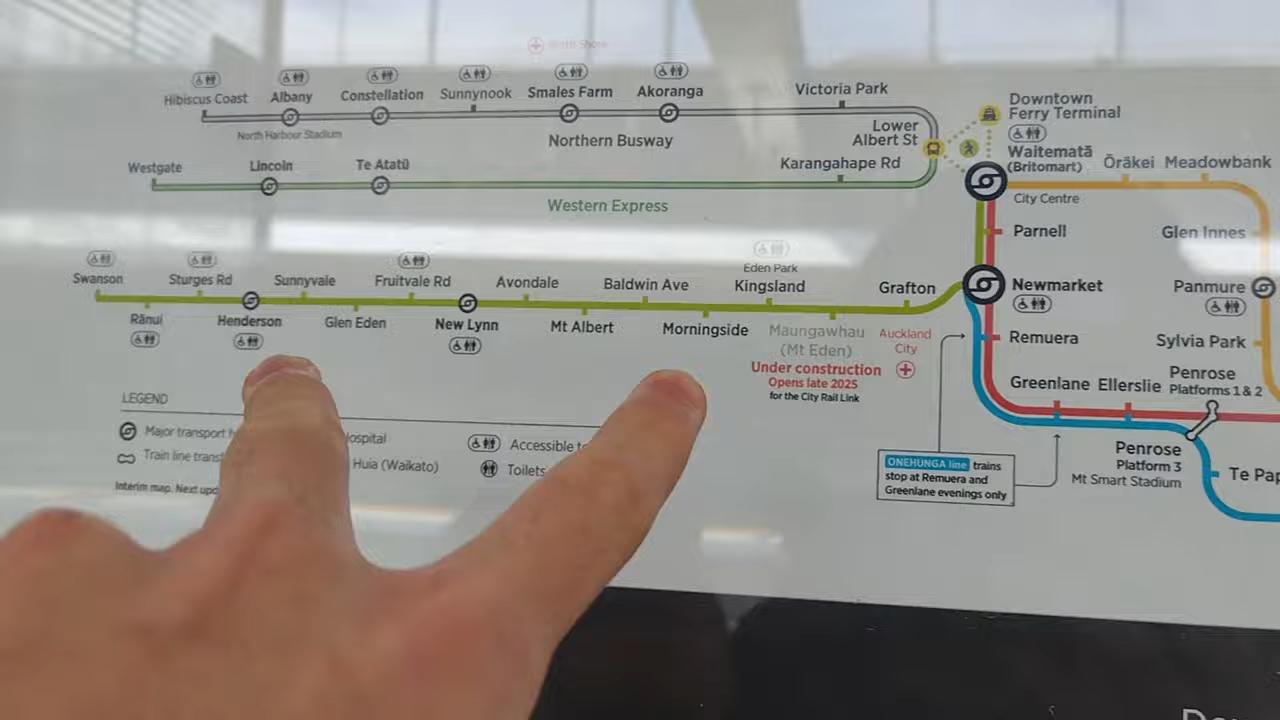 North Shore
Hibiscus Coast
Albany
Constellation
Sunnynook
Smales Farm
Akoranga
Victoria Park
North Harbour Stadium
Northern Busway
Lower
Albert St
Downtown
Ferry Terminal
Westgate
Lincoln
Te Atatū
Karangahape Rd
Western Express
Waitematā
(Britomart)
City Centre
Ōrākei
Meadowbank
Parnell
Glen Innes
Swanson
Sturges Rd
Sunnyvale
Fruitvale Rd
Avondale
Baldwin Ave
Eden Park
Kingsland
Grafton
Newmarket
Panmure
Rānui
Henderson
Glen Eden
New Lynn
Mt Albert
Morningside
Maungawhau
(Mt Eden)
Under construction
Opens late 2025
for the City Rail Link
Auckland
City
Remuera
Sylvia Park
Greenlane
Ellerslie
Penrose
Platforms 1 & 2
Penrose
Platform 3
Mt Smart Stadium
Te Pap
ONEHUNGA line trains
stop at Remuera and
Greenlane evenings only
LEGEND
Major transport
ospital
Accessible
Train line
Huia (Waikato)
Toilets
Interim map. Next